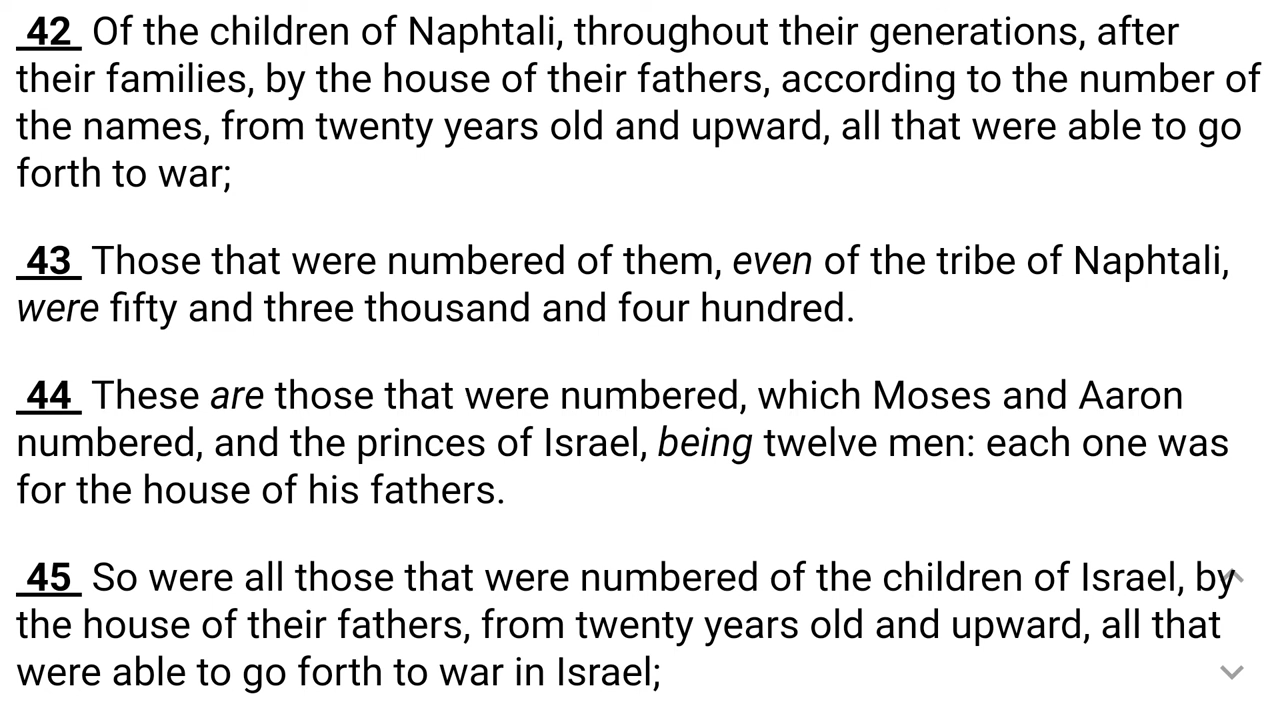 42 Of the children of Naphtali, throughout their generations, after
their families, by the house of their fathers, according to the number of
the names, from twenty years old and upward, all that were able to go
forth to war;
43 Those that were numbered of them, even of the tribe of Naphtali,
were fifty and three thousand and four hundred.
44 These are those that were numbered, which Moses and Aaron
numbered, and the princes of Israel, being twelve men: each one was
for the house of his fathers.
45 So were all those that were numbered of the children of Israel, by
the house of their fathers, from twenty years old and upward, all that
were able to go forth to war in Israel;